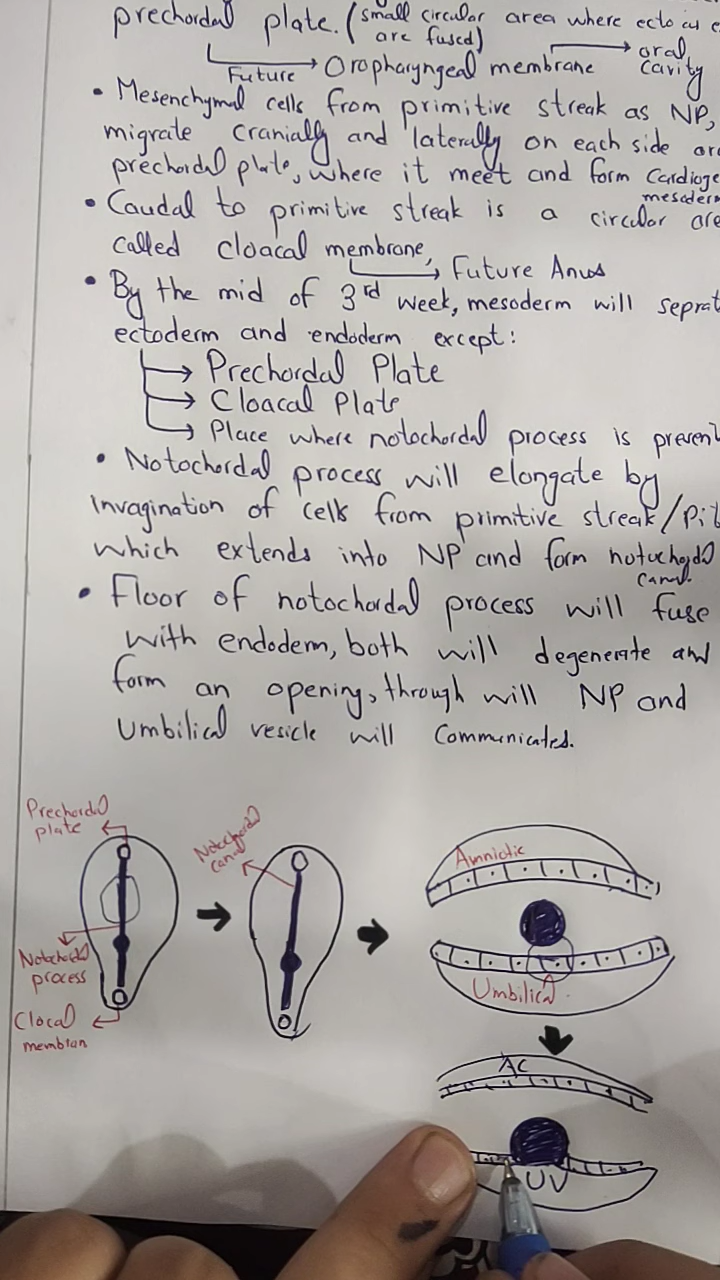 prechordal plate. (small circular area where ecto
are fused)
Future Oropharyngeal membrane oral
cavity
• Mesenchymal cells from primitive streak as NP,
migrate cranially and laterally on each side
prechordal plate, where it meet and form
mesoderm
• Caudal to primitive streak is a circular
called cloacal membrane,
Future Anus
• By the mid of 3rd week, mesoderm will
ectoderm and endoderm except:
Prechordal Plate
Cloacal Plate
Place where notochordal process is
• Notochordal process will elongate by
Invagination of cells from primitive streak/
which extends into NP and form notochordal
canal.
• Floor of notochordal process will fuse
with endoderm, both will degenerate and
form an opening, through will NP and
Umbilical vesicle will Communicates.
Prechordal
plate
Notochordal
canal
Amniotic
Notochordal
process
Umbilical
Clocal
membran
AC
UV